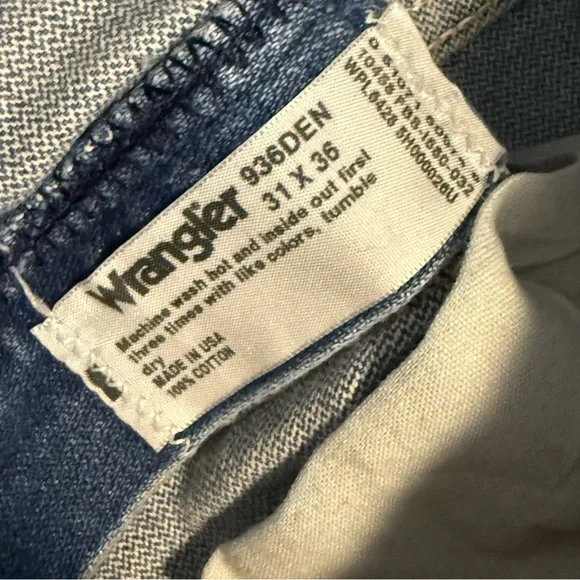 Wrangler 936DEN
31 X 36
Machine wash hot and inside out first
three times with like colors, tumble
dry
MADE IN USA
100% COTTON
WPL6428